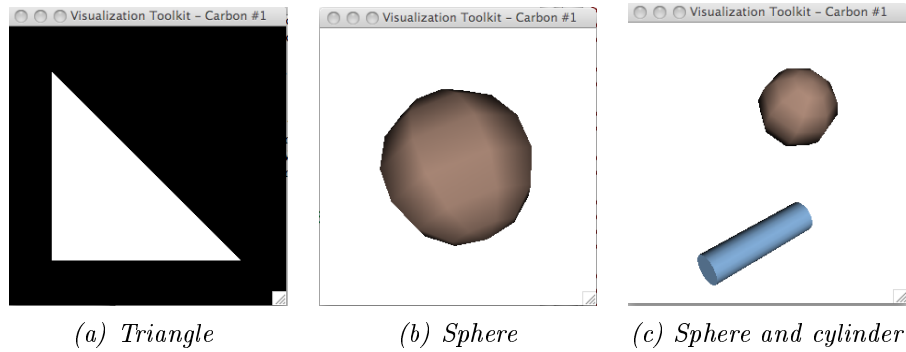 Visualization Toolkit – Carbon #1
Visualization Toolkit – Carbon #1
Visualization Toolkit – Carbon #1
(a) Triangle
(b) Sphere
(c) Sphere and cylinder